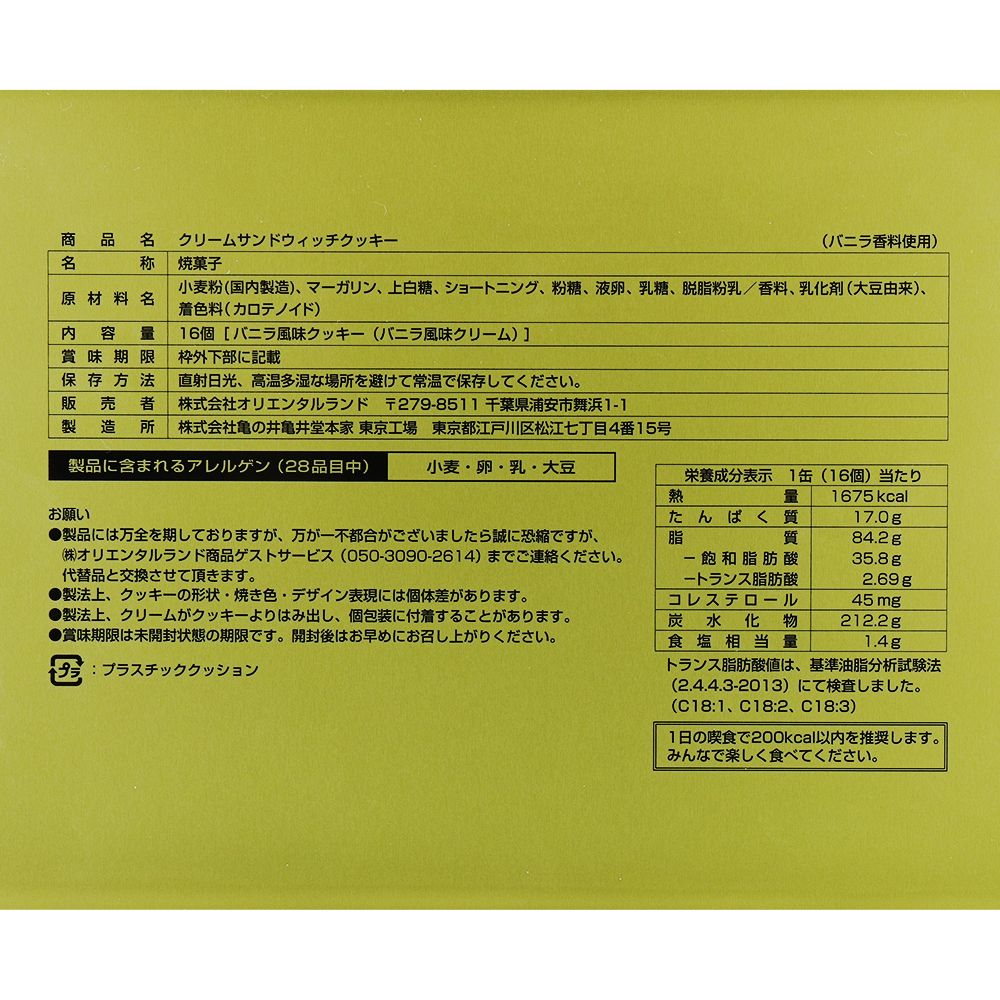 商品名 クリームサンドウィッチクッキー (バニラ香料使用)
名称 焼菓子
原材料名 小麦粉(国内製造)、マーガリン、上白糖、ショートニング、粉糖、液卵、乳糖、脱脂粉乳/香料、乳化剤(大豆由来)、
着色料(カロテノイド)
内容量 16個 [バニラ風味クッキー(バニラ風味クリーム)]
賞味期限 枠外下部に記載
保存方法 直射日光、高温多湿な場所を避けて常温で保存してください。
販売者 株式会社オリエンタルランド 〒279-8511 千葉県浦安市舞浜1-1
製造所 株式会社亀の井亀井堂本家 東京工場 東京都江戸川区松江七丁目4番15号
製品に含まれるアレルゲン(28品目中) 小麦・卵・乳・大豆
お願い
●製品には万全を期しておりますが、万が一不都合がございましたら誠に恐縮ですが、
㈱オリエンタルランド商品ゲストサービス(050-3090-2614)までご連絡ください。
代替品と交換させて頂きます。
●製法上、クッキーの形状・焼き色・デザイン表現には個体差があります。
●製法上、クリームがクッキーよりはみ出し、個包装に付着することがあります。
●賞味期限は未開封状態の期限です。開封後はお早めにお召し上がりください。
プラ:プラスチッククッション
栄養成分表示 1缶(16個)当たり
熱量 1675kcal
たんぱく質 17.0g
脂質 84.2g
−飽和脂肪酸 35.8g
−トランス脂肪酸 2.69g
コレステロール 45mg
炭水化物 212.2g
食塩相当量 1.4g
トランス脂肪酸値は、基準油脂分析試験法
(2.4.4.3-2013)にて検査しました。
(C18:1、C18:2、C18:3)
1日の喫食で200kcal以内を推奨します。
みんなで楽しく食べてください。